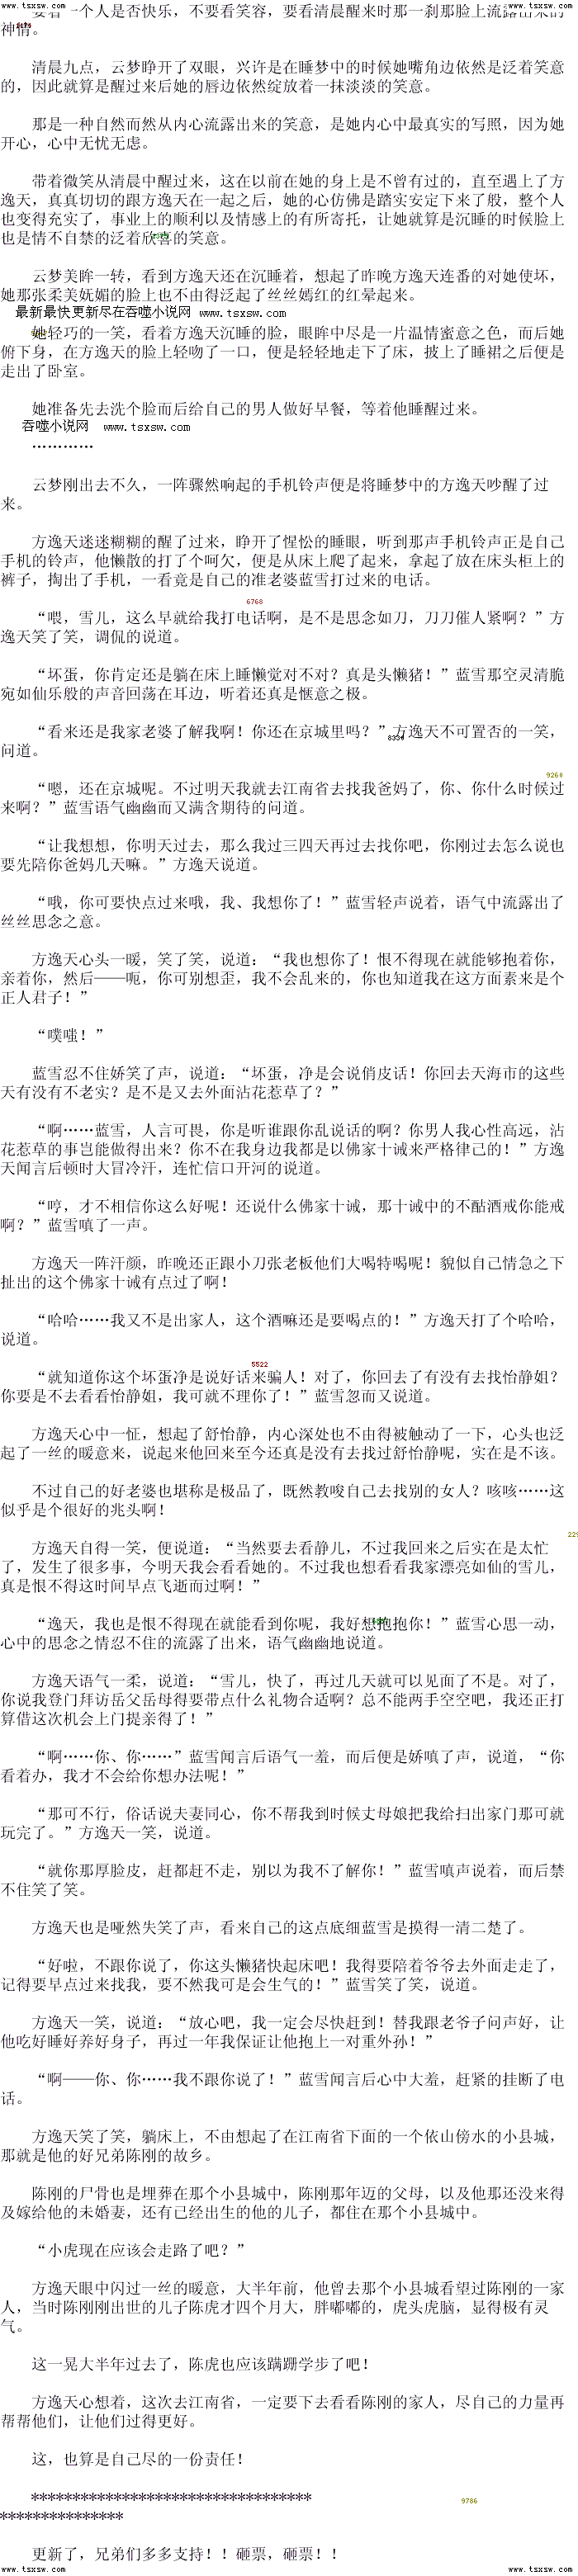 www.tsxsw.com www.tsxsw.com
要看一个人是否快乐，不要看笑容，要看清晨醒来时那一刹那脸上流露出来的
神情。
清晨九点，云梦睁开了双眼，兴许是在睡梦中的时候她嘴角边依然是泛着笑意
的，因此就算是醒过来后她的唇边依然绽放着一抹淡淡的笑意。
那是一种自然而然从内心流露出来的笑意，是她内心中最真实的写照，因为她
开心，心中无忧无虑。
带着微笑从清晨中醒过来，这在以前在她的身上是不曾有过的，直至遇上了方
逸天，真真切切的跟方逸天在一起之后，她的心仿佛是踏实安定下来了般，整个人
也变得充实了，事业上的顺利以及情感上的有所寄托，让她就算是沉睡的时候脸上
也是情不自禁的泛着所有的笑意。
云梦美眸一转，看到方逸天还在沉睡着，想起了昨晚方逸天连番的对她使坏，
她那张柔美妩媚的脸上也不由得泛起了丝丝嫣红的红晕起来。
最新最快更新尽在吞噬小说网 www.tsxsw.com
她轻巧的一笑，看着方逸天沉睡的脸，眼眸中尽是一片温情蜜意之色，而后她
俯下身，在方逸天的脸上轻吻了一口，便是轻轻地走下了床，披上了睡裙之后便是
走出了卧室。
她准备先去洗个脸而后给自己的男人做好早餐，等着他睡醒过来。
吞噬小说网 www.tsxsw.com
…………
云梦刚出去不久，一阵骤然响起的手机铃声便是将睡梦中的方逸天吵醒了过
来。
方逸天迷迷糊糊的醒了过来，睁开了惺忪的睡眼，听到那声手机铃声正是自己
手机的铃声，他懒散的打了个呵欠，便是从床上爬了起来，拿起了放在床头柜上的
裤子，掏出了手机，一看竟是自己的准老婆蓝雪打过来的电话。
6768
“喂，雪儿，这么早就给我打电话啊，是不是思念如刀，刀刀催人紧啊？”方
逸天笑了笑，调侃的说道。
“坏蛋，你肯定还是躺在床上睡懒觉对不对？真是头懒猪！”蓝雪那空灵清脆
宛如仙乐般的声音回荡在耳边，听着还真是惬意之极。
“看来还是我家老婆了解我啊！你还在京城里吗？”方逸天不可置否的一笑，
问道。
9260
“嗯，还在京城呢。不过明天我就去江南省去找我爸妈了，你、你什么时候过
来啊？”蓝雪语气幽幽而又满含期待的问道。
“让我想想，你明天过去，那么我过三四天再过去找你吧，你刚过去怎么说也
要先陪你爸妈几天嘛。”方逸天说道。
“哦，你可要快点过来哦，我、我想你了！”蓝雪轻声说着，语气中流露出了
丝丝思念之意。
方逸天心头一暖，笑了笑，说道：“我也想你了！恨不得现在就能够抱着你，
亲着你，然后——呃，你可别想歪，我不会乱来的，你也知道我在这方面素来是个
正人君子！”
“噗嗤！”
蓝雪忍不住娇笑了声，说道：“坏蛋，净是会说俏皮话！你回去天海市的这些
天有没有不老实？是不是又去外面沾花惹草了？”
“啊……蓝雪，人言可畏，你是听谁跟你乱说话的啊？你男人我心性高远，沾
花惹草的事岂能做得出来？你不在我身边我都是以佛家十诫来严格律己的！”方逸
天闻言后顿时大冒冷汗，连忙信口开河的说道。
“哼，才不相信你这么好呢！还说什么佛家十诫，那十诫中的不酤酒戒你能戒
啊？”蓝雪嗔了一声。
方逸天一阵汗颜，昨晚还正跟小刀张老板他们大喝特喝呢！貌似自己情急之下
扯出的这个佛家十诫有点过了啊！
“哈哈……我又不是出家人，这个酒嘛还是要喝点的！”方逸天打了个哈哈，
说道。
5522
“就知道你这个坏蛋净是说好话来骗人！对了，你回去了有没有去找怡静姐？
你要是不去看看怡静姐，我可就不理你了！”蓝雪忽而又说道。
方逸天心中一怔，想起了舒怡静，内心深处也不由得被触动了一下，心头也泛
起了一丝的暖意来，说起来他回来至今还真是没有去找过舒怡静呢，实在是不该。
不过自己的好老婆也堪称是极品了，既然教唆自己去找别的女人？咳咳……这
似乎是个很好的兆头啊！
方逸天自得一笑，便说道：“当然要去看静儿，不过我回来之后实在是太忙
了，发生了很多事，今明天我会看看她的。不过我也想看看我家漂亮如仙的雪儿，
真是恨不得这时间早点飞逝而过啊！”
“逸天，我也是恨不得现在就能看到你呢，我好想打抱你！”蓝雪心思一动，
心中的思念之情忍不住的流露了出来，语气幽幽地说道。
方逸天语气一柔，说道：“雪儿，快了，再过几天就可以见面了不是。对了，
你说我登门拜访岳父岳母得要带点什么礼物合适啊？总不能两手空空吧，我还正打
算借这次机会上门提亲得了！”
“啊……你、你……”蓝雪闻言后语气一羞，而后便是娇嗔了声，说道，“你
看着办，我才不会给你想办法呢！”
“那可不行，俗话说夫妻同心，你不帮我到时候丈母娘把我给扫出家门那可就
玩完了。”方逸天一笑，说道。
“就你那厚脸皮，赶都赶不走，别以为我不了解你！”蓝雪嗔声说着，而后禁
不住笑了笑。
方逸天也是哑然失笑了声，看来自己的这点底细蓝雪是摸得一清二楚了。
“好啦，不跟你说了，你这头懒猪快起床吧！我得要陪着爷爷去外面走走了，
记得要早点过来找我，要不然我可是会生气的！”蓝雪笑了笑，说道。
方逸天一笑，说道：“放心吧，我一定会尽快赶到！替我跟老爷子问声好，让
他吃好睡好养好身子，再过一年我保证让他抱上一对重外孙！”
“啊——你、你……我不跟你说了！”蓝雪闻言后心中大羞，赶紧的挂断了电
话。
方逸天笑了笑，躺床上，不由想起了在江南省下面的一个依山傍水的小县城，
那就是他的好兄弟陈刚的故乡。
陈刚的尸骨也是埋葬在那个小县城中，陈刚那年迈的父母，以及他那还没来得
及嫁给他的未婚妻，还有已经出生的他的儿子，都住在那个小县城中。
“小虎现在应该会走路了吧？”
方逸天眼中闪过一丝的暖意，大半年前，他曾去那个小县城看望过陈刚的一家
人，当时陈刚刚出世的儿子陈虎才四个月大，胖嘟嘟的，虎头虎脑，显得极有灵
气。
这一晃大半年过去了，陈虎也应该蹒跚学步了吧！
方逸天心想着，这次去江南省，一定要下去看看陈刚的家人，尽自己的力量再
帮帮他们，让他们过得更好。
这，也算是自己尽的一份责任！
**********************************
9786
***************
更新了，兄弟们多多支持！！砸票，砸票！！
www.tsxsw.com www.tsxsw.com